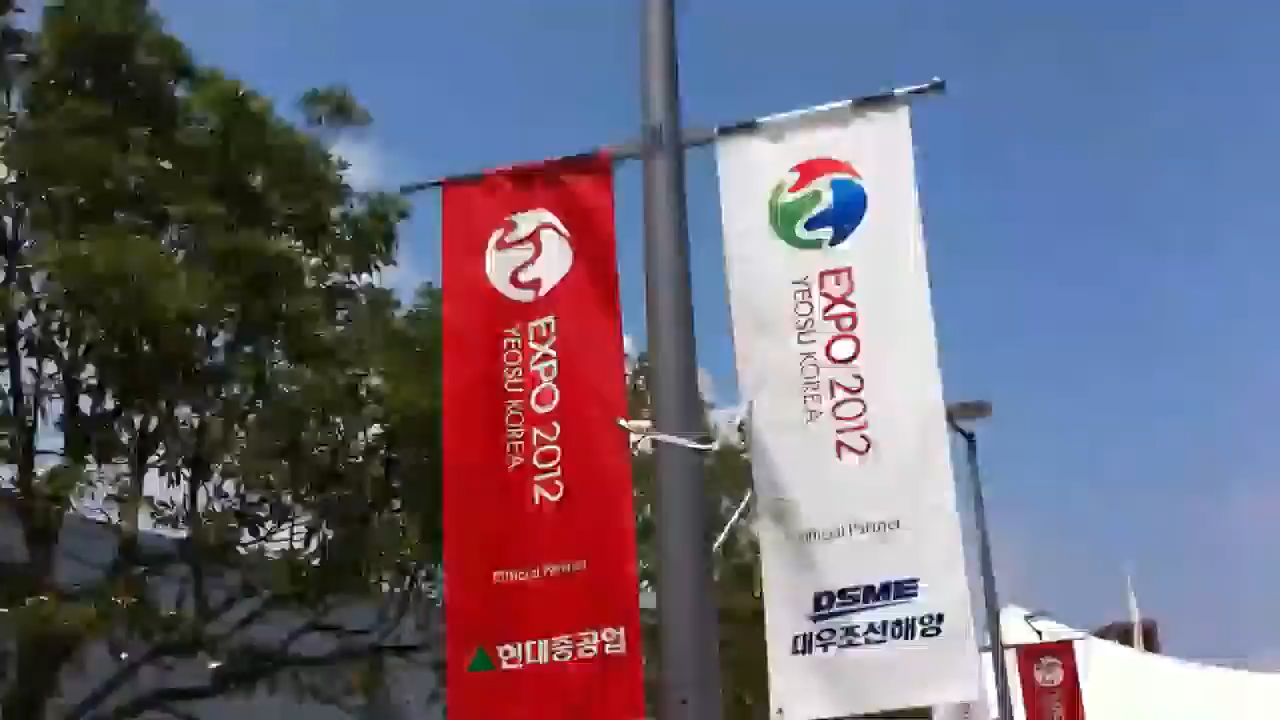 EXPO 2012
YEOSU KOREA
Official Partner
현대중공업
EXPO 2012
YEOSU KOREA
Official Partner
DSME
대우조선해양